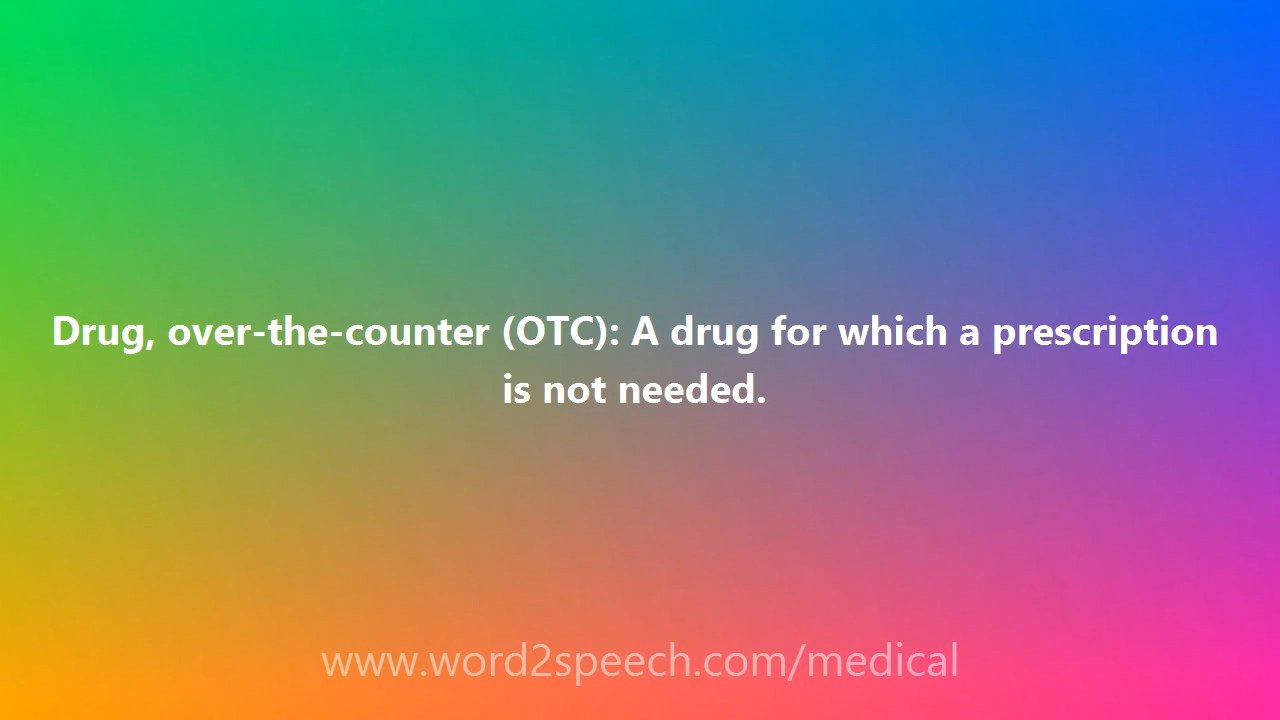 Drug, over-the-counter (OTC): A drug for which a prescription
is not needed.
www.word2speech.com/medical